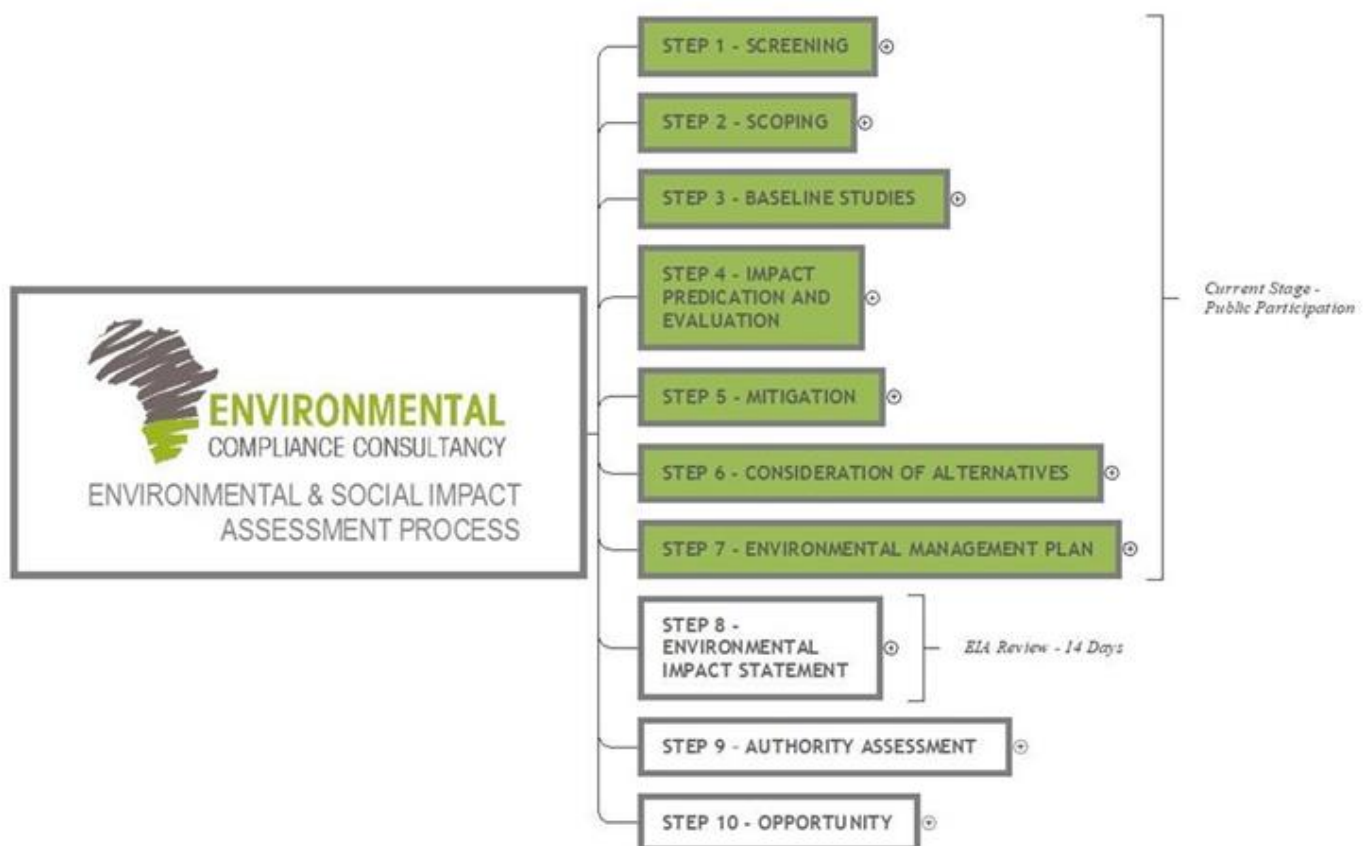 STEP 1 - SCREENING
STEP 2 - SCOPING
STEP 3 - BASELINE STUDIES
STEP 4 - IMPACT
PREDICATION AND
EVALUATION
Current Stage -
Public Participation
ENVIRONMENTAL
COMPLIANCE CONSULTANCY
ENVIRONMENTAL & SOCIAL IMPACT
ASSESSMENT PROCESS
STEP 5 - MITIGATION
STEP 6 - CONSIDERATION OF ALTERNATIVES
STEP 7 - ENVIRONMENTAL MANAGEMENT PLAN
STEP 8 -
ENVIRONMENTAL
IMPACT STATEMENT
EIA Review - 14 Days
STEP 9 - AUTHORITY ASSESSMENT
STEP 10 - OPPORTUNITY